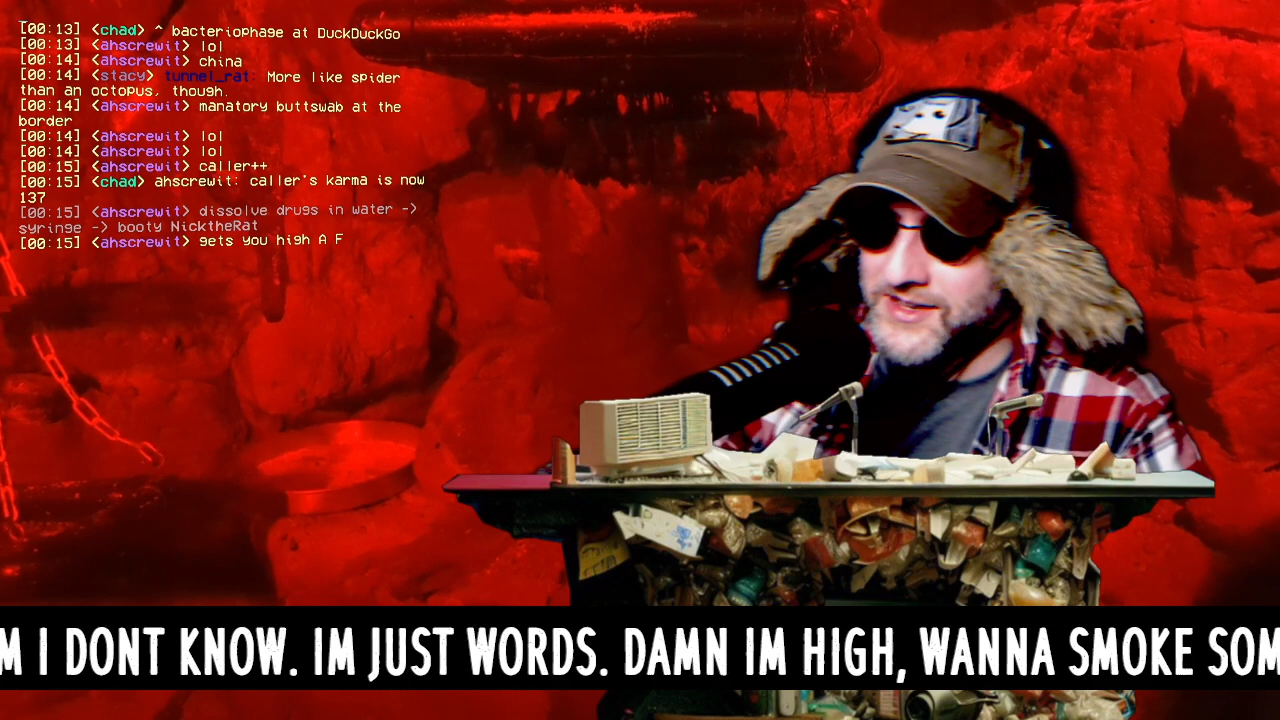 [00:13] <chad> ^ bacteriophage at DuckDuckGo
[00:13] <ahscrewit> lol
[00:14] <ahscrewit> china
[00:14] <stacy> tunnel_rat: More like spider
than an octopus, though.
[00:14] <ahscrewit> manatory buttswab at the
border
[00:14] <ahscrewit> lol
[00:14] <ahscrewit> lol
[00:15] <ahscrewit> caller++
[00:15] <chad> ahscrewit: caller's karma is now
137
[00:15] <ahscrewit> dissolve drugs in water ->
syringe -> booty NicktheRat
[00:15] <ahscrewit> gets you high A F
M I DONT KNOW. IM JUST WORDS. DAMN IM HIGH, WANNA SMOKE SOM